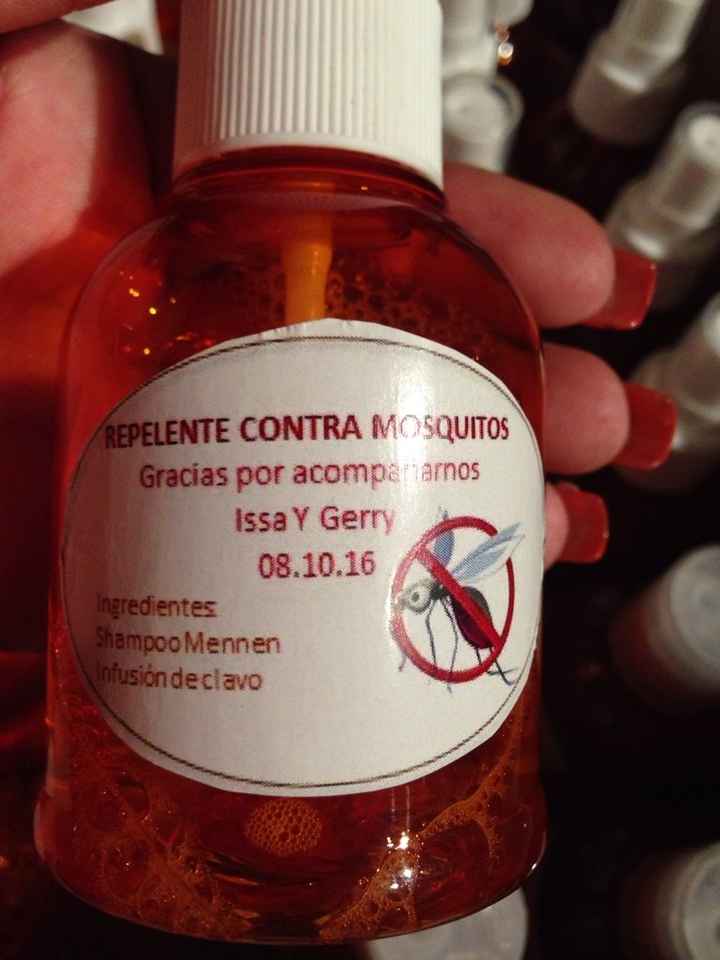 REPELENTE CONTRA MOSQUITOS
Gracias por acompañarnos
Issa Y Gerry
08.10.16
Ingredientes:
Shampoo Mennen
Infusión de clavo